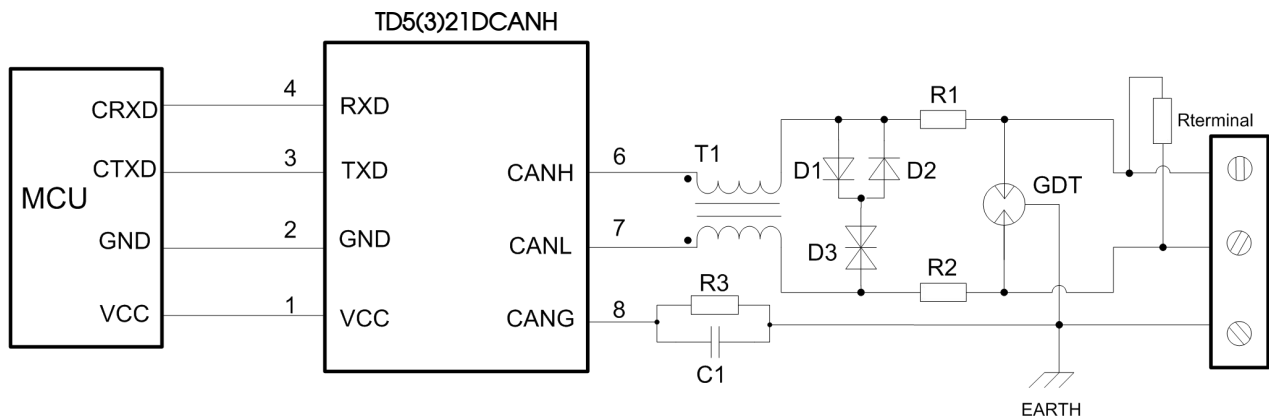 TD5(3)21DCANH
MCU
CRXD
CTXD
GND
VCC
4
3
2
1
RXD
TXD
GND
VCC
CANH
CANL
CANG
6
7
8
T1
D1
D2
D3
R1
R2
R3
C1
GDT
Rterminal
EARTH